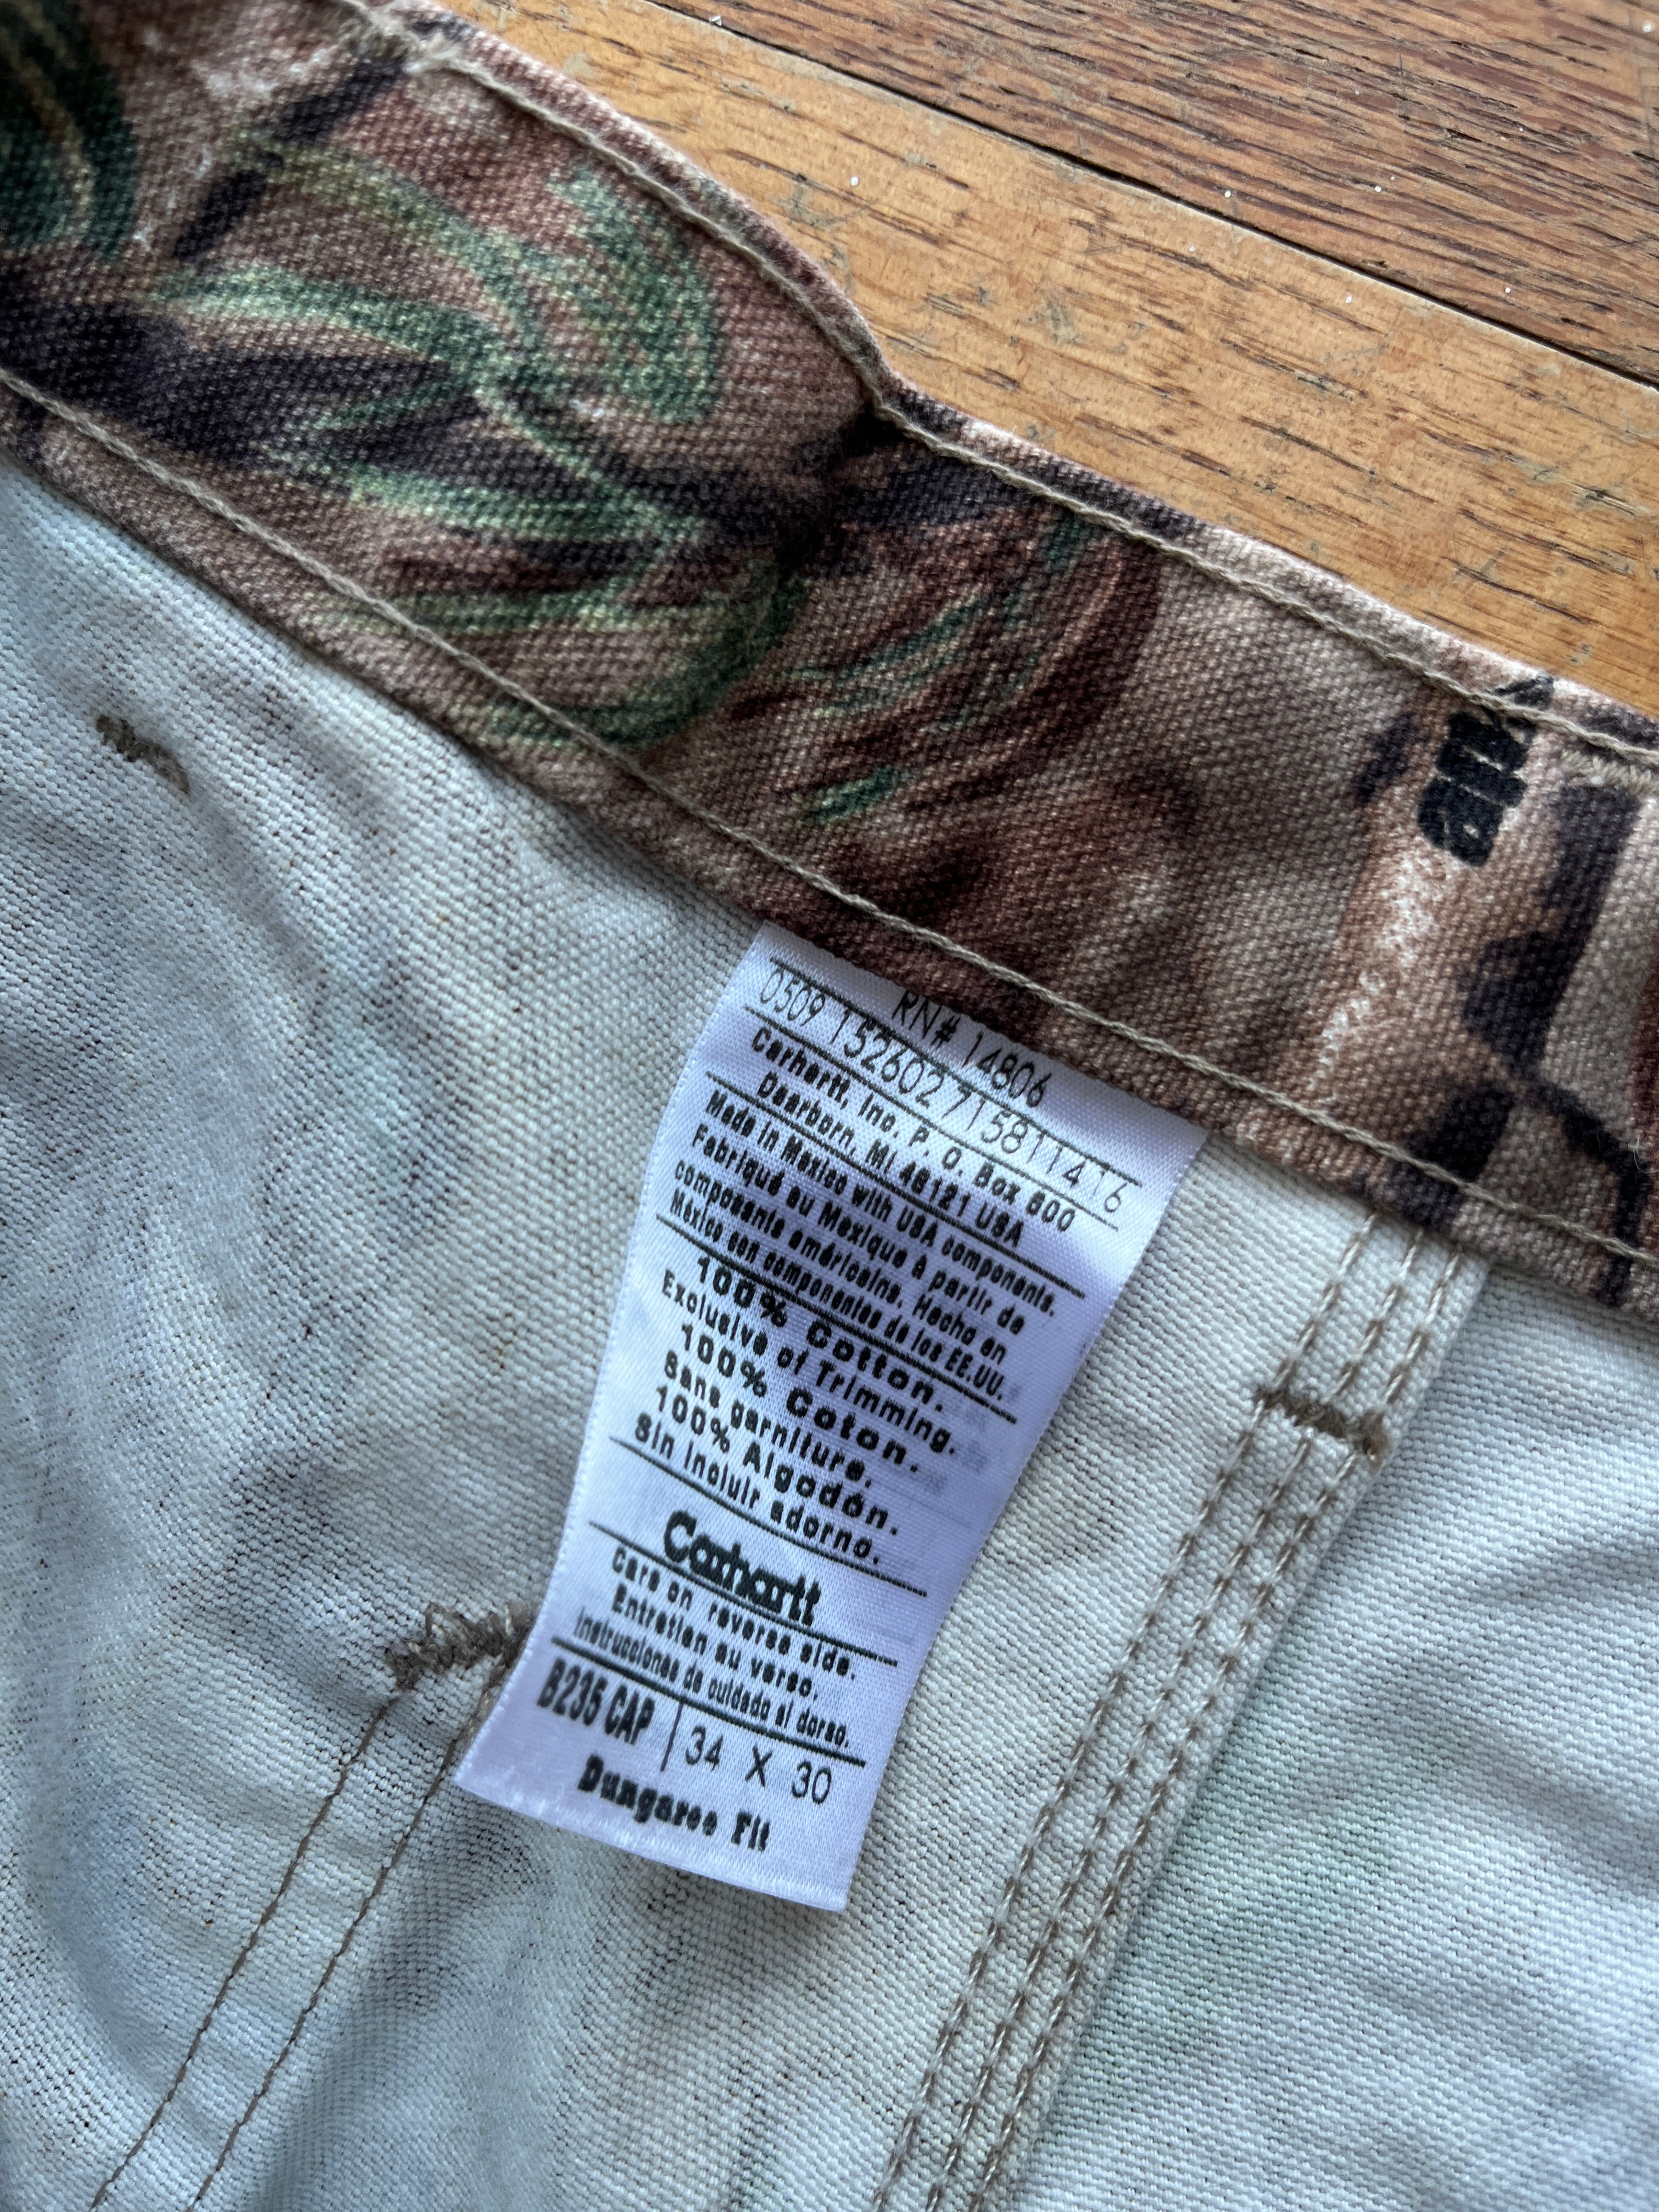 RN# 14806
0509 1526027158114 16
Carhartt, Inc. P. O. Box 600
Dearborn, MI 48121 USA
Made in Mexico with USA components.
Fabriqué au Mexique à partir de
composants américains. Hecho en
México con componentes de los EE.UU.
100% Cotton.
Exclusive of Trimming.
100% Coton.
Sans garniture.
100% Algodón.
Sin incluir adorno.
Carhartt
Care on reverse side.
Entretien au verso.
Instrucciones de cuidado al dorso.
B235 CAP | 34 X 30
Dungaree Fit